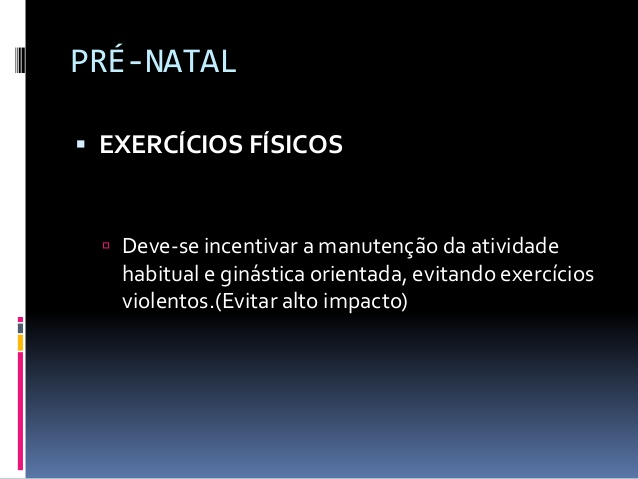 PRÉ-NATAL
EXERCÍCIOS FÍSICOS
Deve-se incentivar a manutenção da atividade
habitual e ginástica orientada, evitando exercícios
violentos.(Evitar alto impacto)